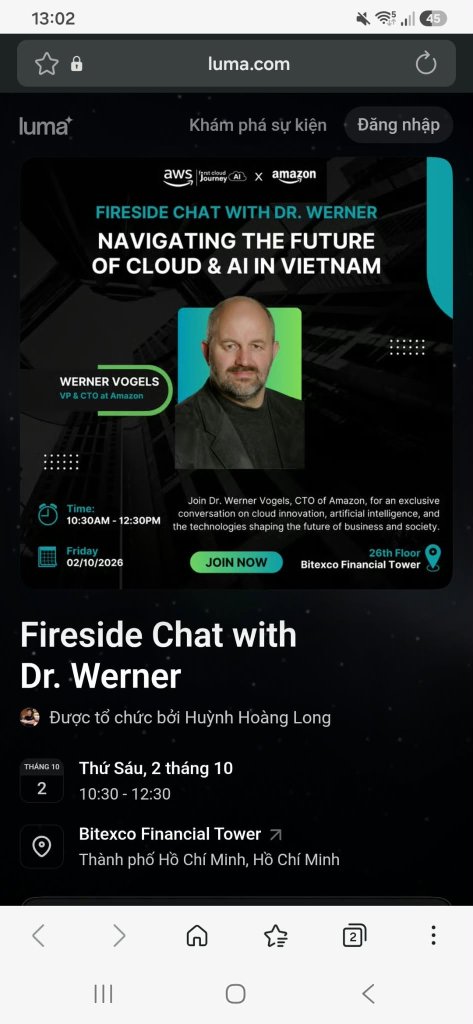 13:02
45
luma.com
luma
Khám phá sự kiện
Đăng nhập
aws
first cloud
Journey AI
x
amazon
FIRESIDE CHAT WITH DR. WERNER
NAVIGATING THE FUTURE
OF CLOUD & AI IN VIETNAM
WERNER VOGELS
VP & CTO at Amazon
Time:
10:30AM - 12:30PM
Friday
02/10/2026
Join Dr. Werner Vogels, CTO of Amazon, for an exclusive
conversation on cloud innovation, artificial intelligence, and
the technologies shaping the future of business and society.
JOIN NOW
26th Floor
Bitexco Financial Tower
Fireside Chat with
Dr. Werner
Được tổ chức bởi Huỳnh Hoàng Long
THÁNG 10
2
Thứ Sáu, 2 tháng 10
10:30 - 12:30
Bitexco Financial Tower
Thành phố Hồ Chí Minh, Hồ Chí Minh
2